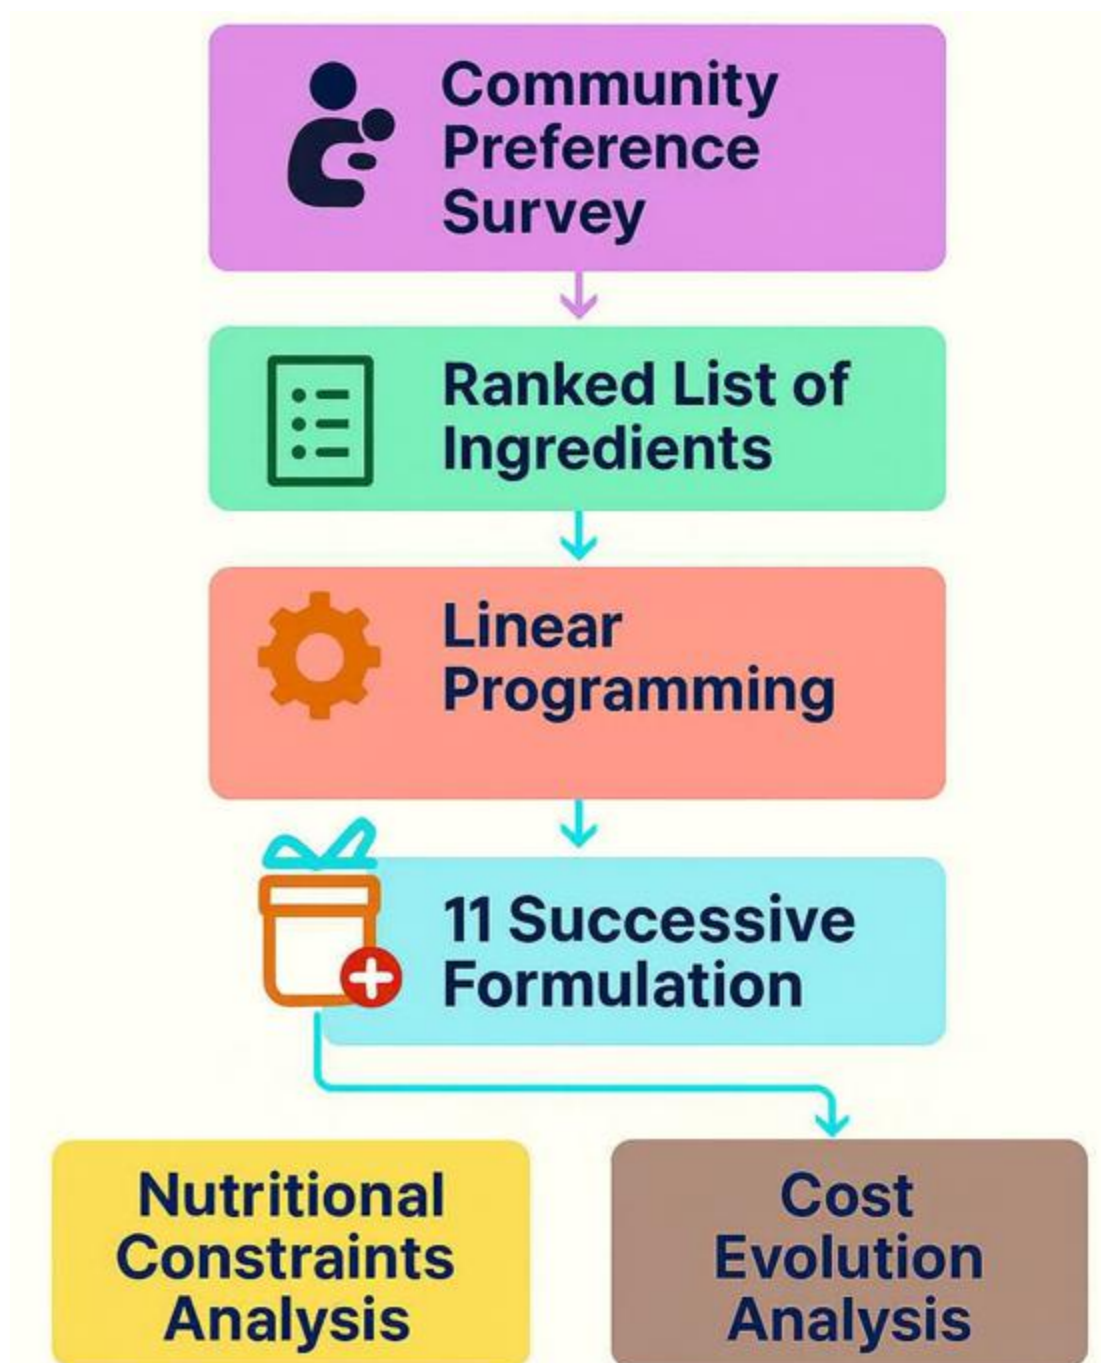 Community
Preference
Survey
Ranked List of
Ingredients
Linear
Programming
11 Successive
Formulation
Nutritional
Constraints
Analysis
Cost
Evolution
Analysis